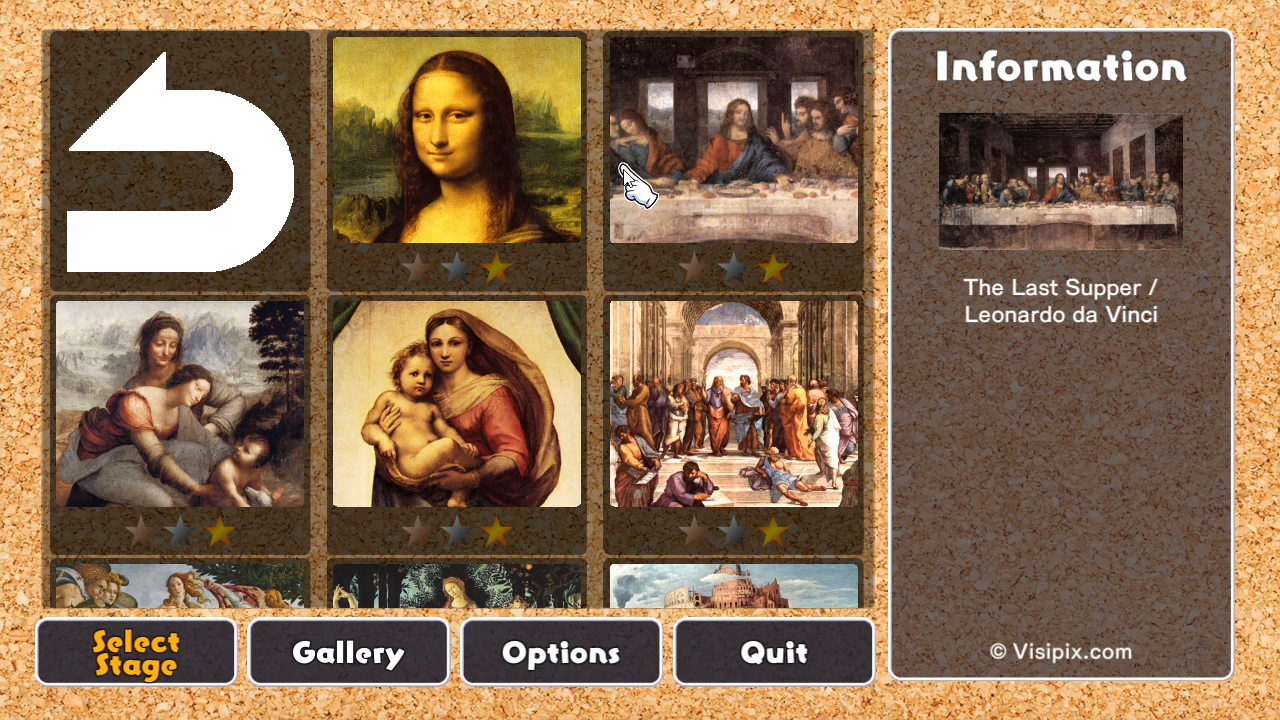 Information
The Last Supper /
Leonardo da Vinci
© Visipix.com
Select
Stage
Gallery
Options
Quit